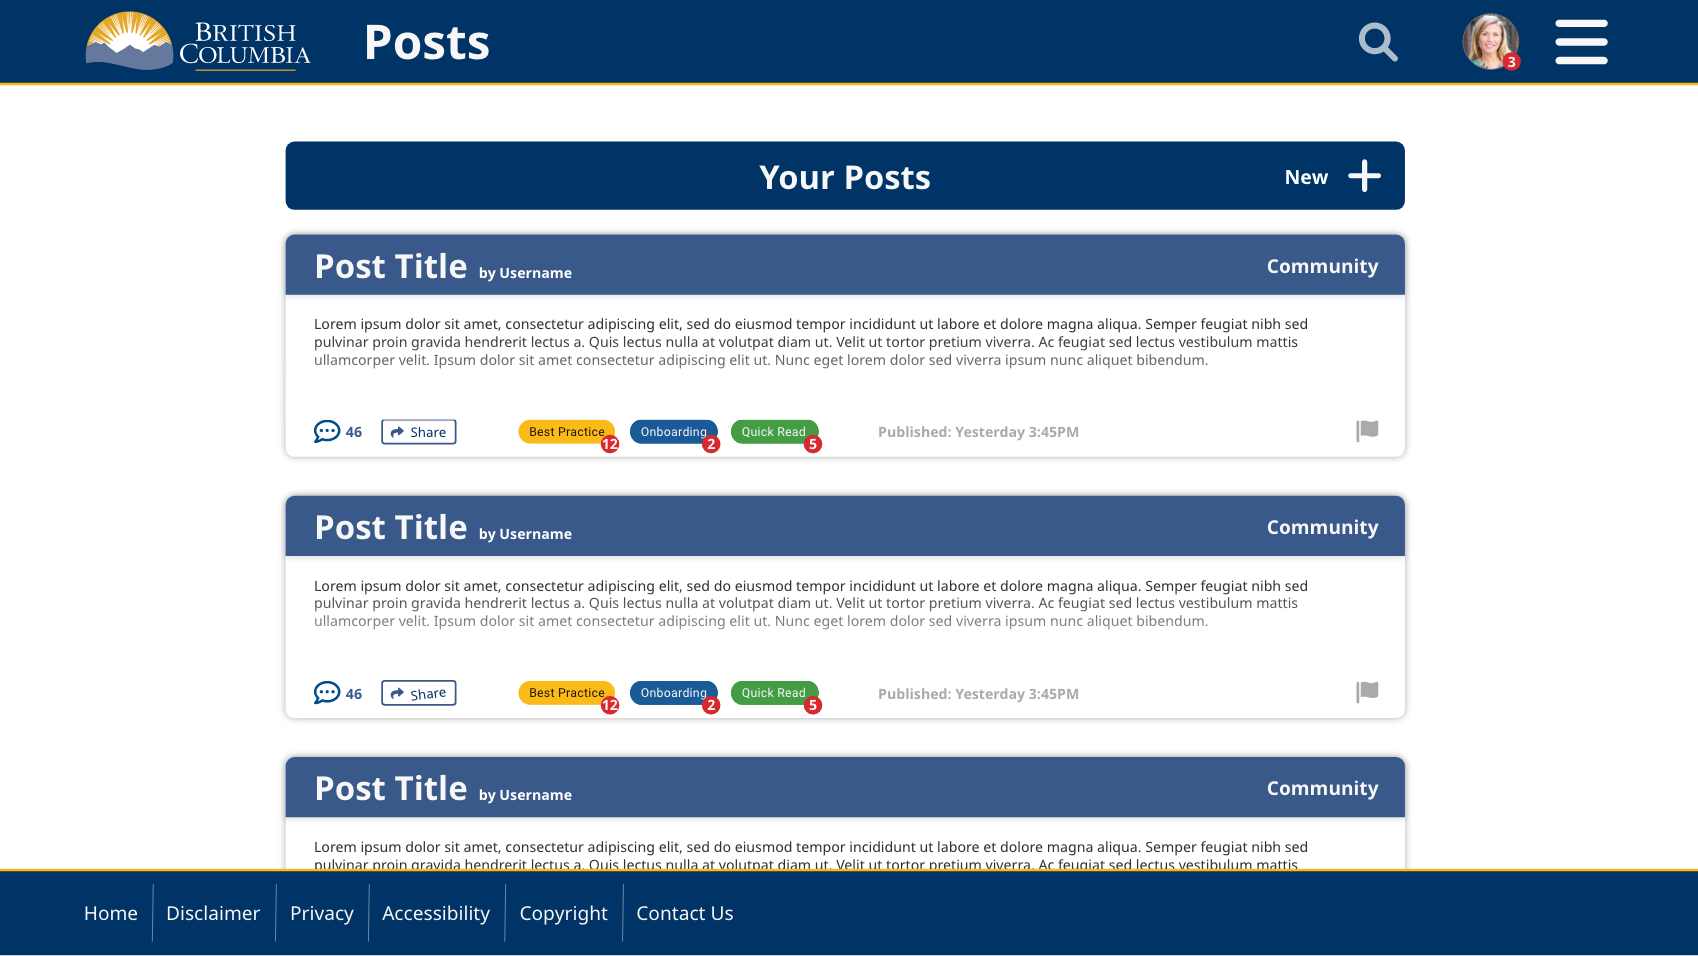 BRITISH
COLUMBIA
Posts
3
Your Posts
New
Post Title by Username
Community
Lorem ipsum dolor sit amet, consectetur adipiscing elit, sed do eiusmod tempor incididunt ut labore et dolore magna aliqua. Semper feugiat nibh sed
pulvinar proin gravida hendrerit lectus a. Quis lectus nulla at volutpat diam ut. Velit ut tortor pretium viverra. Ac feugiat sed lectus vestibulum mattis
ullamcorper velit. Ipsum dolor sit amet consectetur adipiscing elit ut. Nunc eget lorem dolor sed viverra ipsum nunc aliquet bibendum.
46
Share
Best Practice
12
Onboarding
2
Quick Read
5
Published: Yesterday 3:45PM
Post Title by Username
Community
Lorem ipsum dolor sit amet, consectetur adipiscing elit, sed do eiusmod tempor incididunt ut labore et dolore magna aliqua. Semper feugiat nibh sed
pulvinar proin gravida hendrerit lectus a. Quis lectus nulla at volutpat diam ut. Velit ut tortor pretium viverra. Ac feugiat sed lectus vestibulum mattis
ullamcorper velit. Ipsum dolor sit amet consectetur adipiscing elit ut. Nunc eget lorem dolor sed viverra ipsum nunc aliquet bibendum.
46
Share
Best Practice
12
Onboarding
2
Quick Read
5
Published: Yesterday 3:45PM
Post Title by Username
Community
Lorem ipsum dolor sit amet, consectetur adipiscing elit, sed do eiusmod tempor incididunt ut labore et dolore magna aliqua. Semper feugiat nibh sed
pulvinar proin gravida hendrerit lectus a. Quis lectus nulla at volutpat diam ut. Velit ut tortor pretium viverra. Ac feugiat sed lectus vestibulum mattis
Home
Disclaimer
Privacy
Accessibility
Copyright
Contact Us